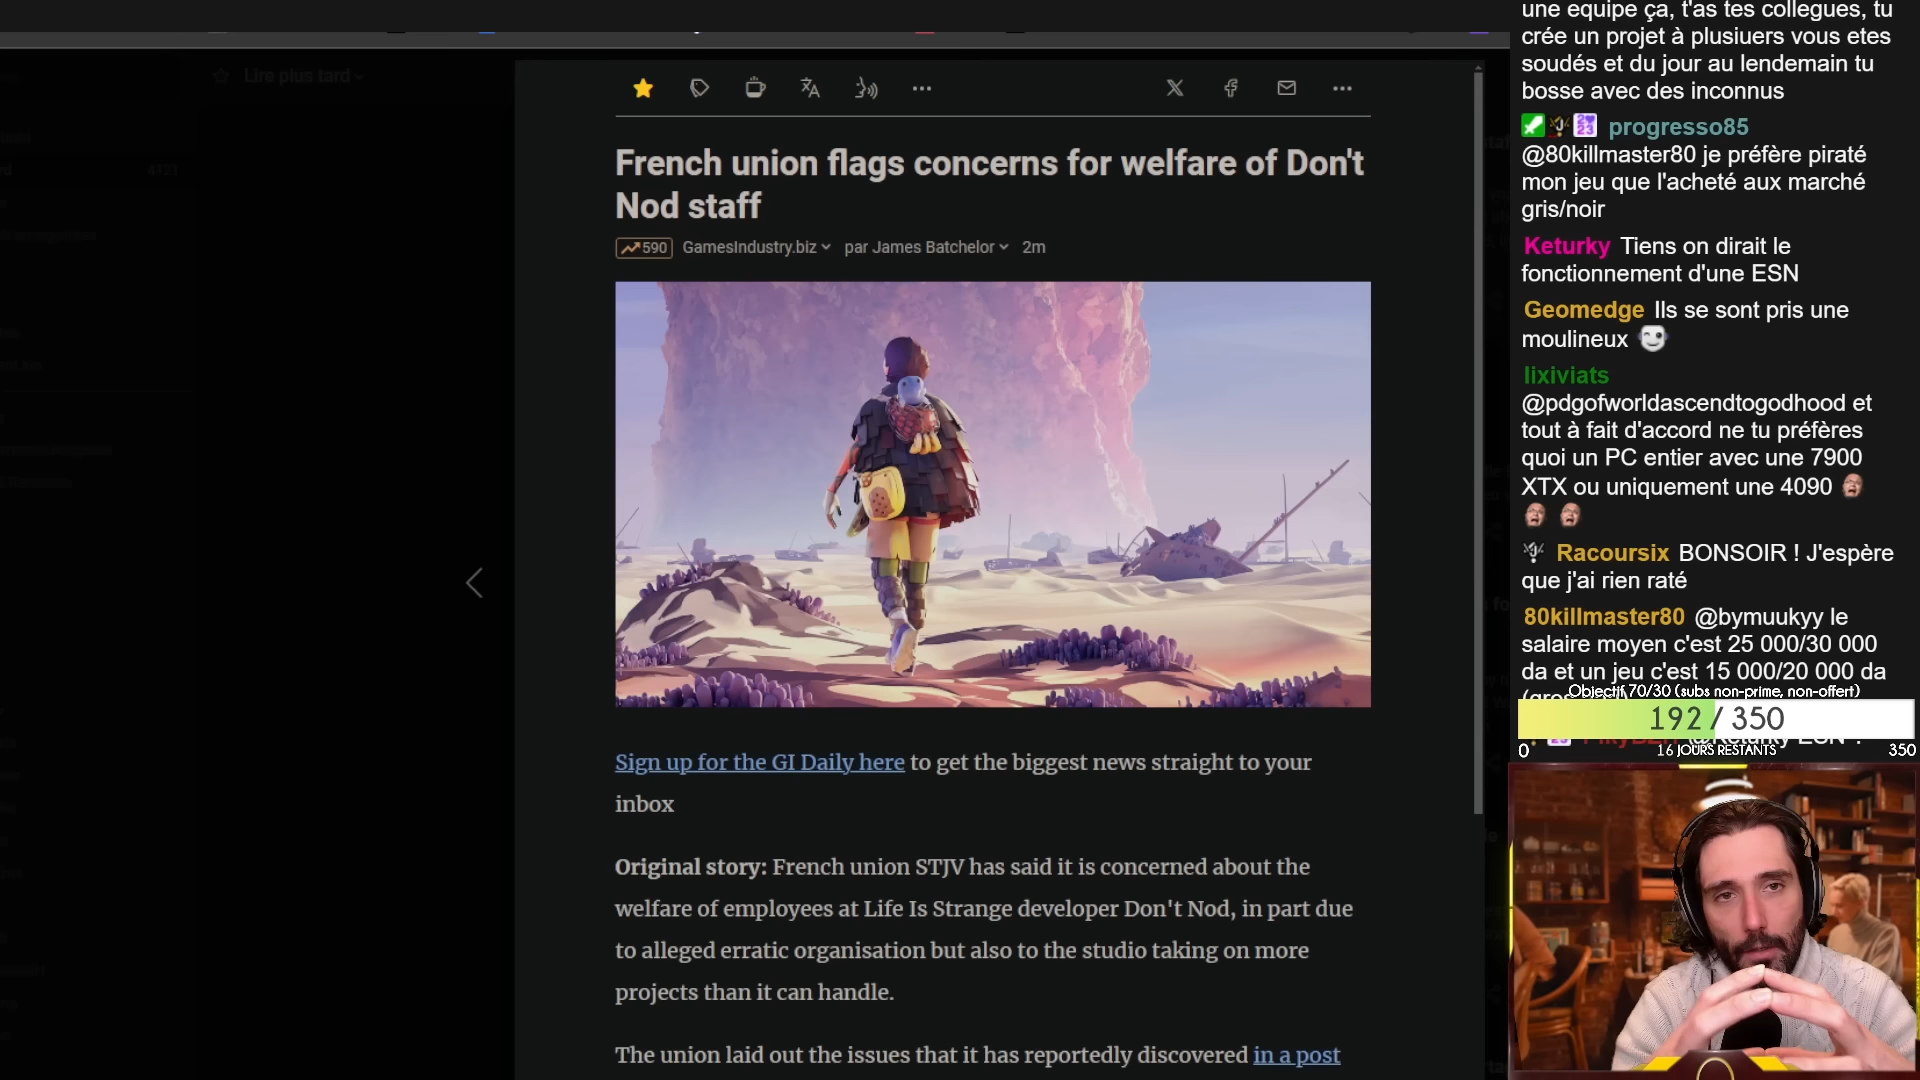 Lire plus tard
4121
French union flags concerns for welfare of Don't
Nod staff
590 GamesIndustry.biz par James Batchelor 2m
Sign up for the GI Daily here to get the biggest news straight to your
inbox
Original story: French union STJV has said it is concerned about the
welfare of employees at Life Is Strange developer Don't Nod, in part due
to alleged erratic organisation but also to the studio taking on more
projects than it can handle.
The union laid out the issues that it has reportedly discovered in a post
une equipe ça, t'as tes collegues, tu
crée un projet à plusiuers vous etes
soudés et du jour au lendemain tu
bosse avec des inconnus
progresso85
@80killmaster80 je préfère piraté
mon jeu que l'acheté aux marché
gris/noir
Keturky Tiens on dirait le
fonctionnement d'une ESN
Geomedge Ils se sont pris une
moulineux
lixiviats
@pdgofworldascendtogodhood et
tout à fait d'accord ne tu préfères
quoi un PC entier avec une 7900
XTX ou uniquement une 4090
Racoursix BONSOIR ! J'espère
que j'ai rien raté
80killmaster80 @bymuukyy le
salaire moyen c'est 25 000/30 000
da et un jeu c'est 15 000/20 000 da
Objectif 70/30 (subs non-prime, non-offert)
192 / 350
0 16 JOURS RESTANTS 350